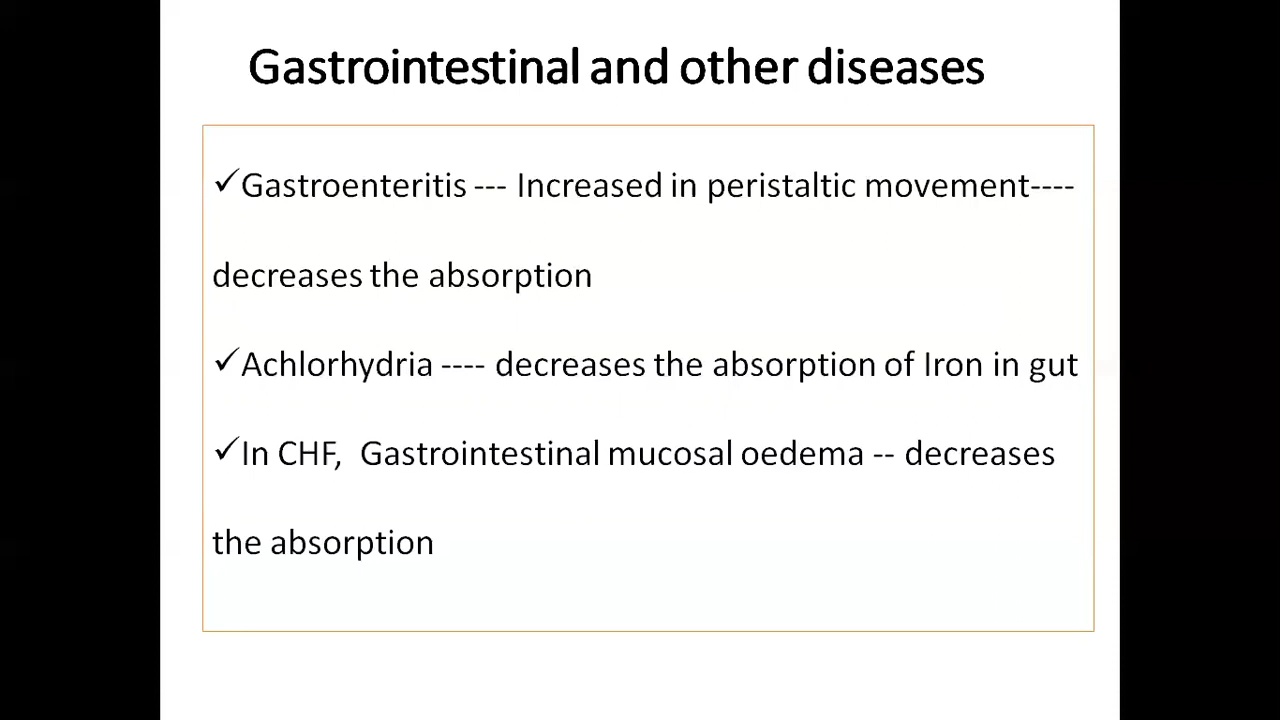 Gastrointestinal and other diseases
✓Gastroenteritis --- Increased in peristaltic movement----
decreases the absorption
✓Achlorhydria ---- decreases the absorption of Iron in gut
✓In CHF, Gastrointestinal mucosal oedema -- decreases
the absorption